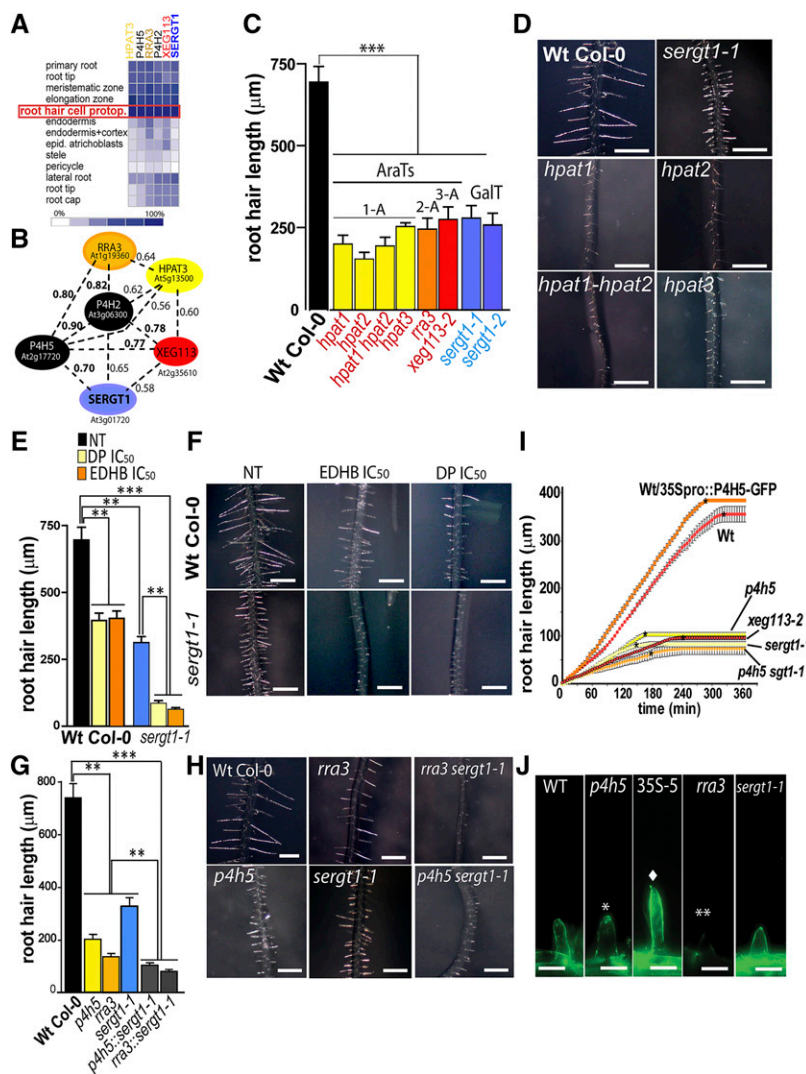 A
HPAT3
P4H5
RRA3
P4H2
XEG113
SERGT1
primary root
root tip
meristematic zone
elongation zone
root hair cell protop.
endodermis
endodermis+cortex
epid. atrichoblasts
stele
pericycle
lateral root
root tip
root cap
0%
100%
B
RRA3
At1g19360
HPAT3
At5g13500
P4H2
At3g06300
P4H5
At2g17720
XEG113
At2g35610
SERGT1
At3g01720
0.64
0.80
0.82
0.62
0.56
0.60
0.90
0.78
0.77
0.70
0.65
0.58
C
root hair length (μm)
750
500
250
0
***
AraTs
1-A
2-A
3-A
GalT
Wt Col-0
hpat1
hpat2
hpat1 hpat2
hpat3
rra3
xeg113-2
sergt1-1
sergt1-2
D
Wt Col-0
sergt1-1
hpat1
hpat2
hpat1-hpat2
hpat3
E
NT
DP IC50
EDHB IC50
root hair length (μm)
750
500
250
0
***
**
**
**
Wt Col-0
sergt1-1
F
NT
EDHB IC50
DP IC50
Wt Col-0
sergt1-1
G
root hair length (μm)
800
600
400
200
0
***
**
**
Wt Col-0
p4h5
rra3
sergt1-1
p4h5::sergt1-1
rra3::sergt1-1
H
Wt Col-0
rra3
rra3 sergt1-1
p4h5
sergt1-1
p4h5 sergt1-1
I
root hair length (μm)
400
300
200
100
0
Wt/35Spro::P4H5-GFP
Wt
p4h5
xeg113-2
sergt1-
p4h5 sgt1-1
0
60
120
180
240
300
360
time (min)
J
WT
p4h5
35S-5
rra3
sergt1-1
*
**